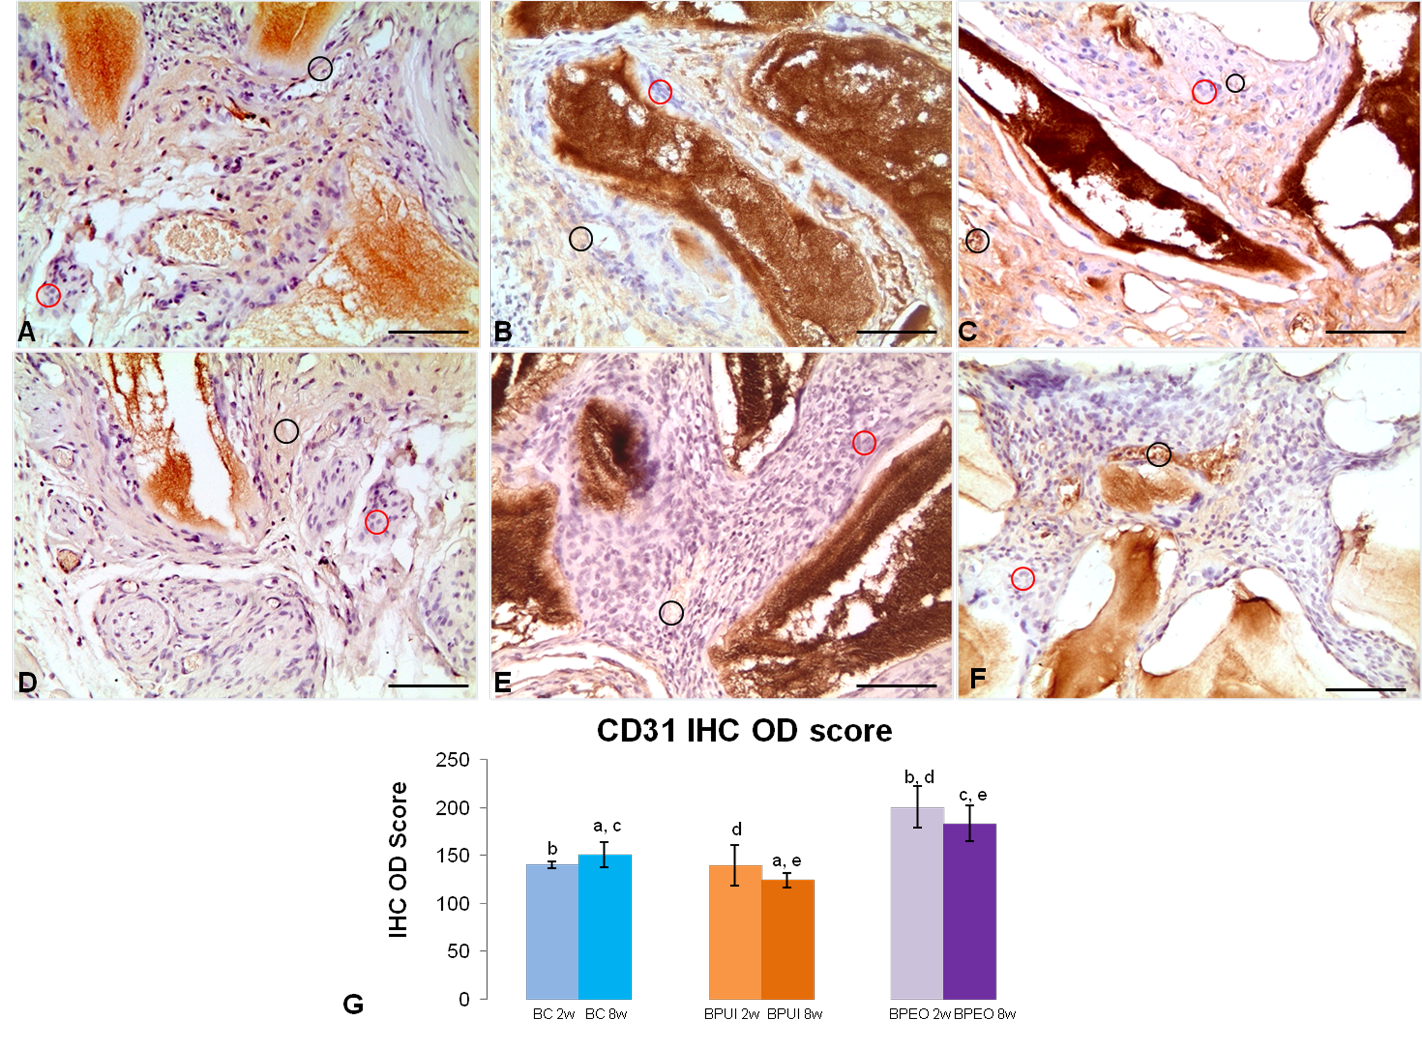 A
B
C
D
E
F
CD31 IHC OD score
IHC OD Score
250
200
150
100
50
0
b
a, c
d
a, e
b, d
c, e
BC 2w
BC 8w
BPUI 2w
BPUI 8w
BPEO 2w
BPEO 8w
G